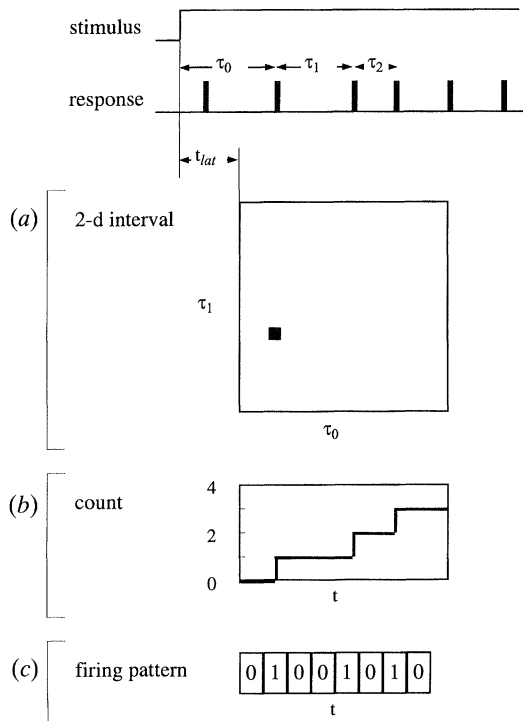 stimulus
τ0 τ1 τ2
response
tlat
(a) 2-d interval
τ1
τ0
(b) count
4
2
0
t
(c) firing pattern
0 1 0 0 1 0 1 0
t